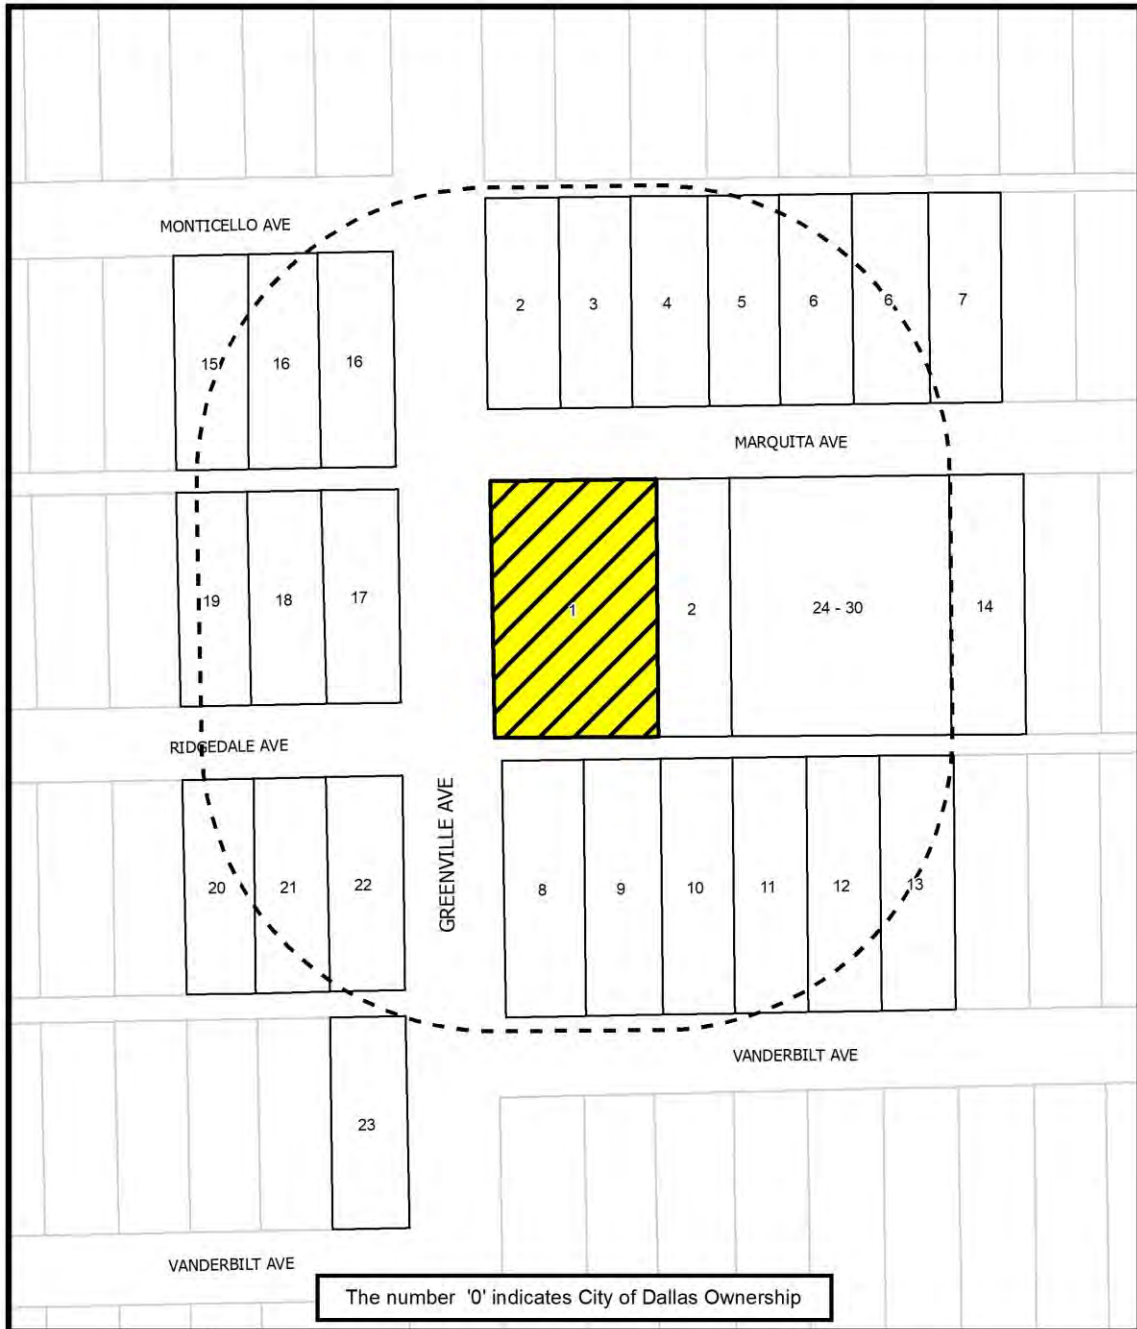 MONTICELLO AVE
2 3 4 5 6 6 7
15 16 16
MARQUITA AVE
19 18 17
1 2 24 - 30 14
RIDGEDALE AVE
GREENVILLE AVE
20 21 22
8 9 10 11 12 13
VANDERBILT AVE
23
VANDERBILT AVE
The number '0' indicates City of Dallas Ownership